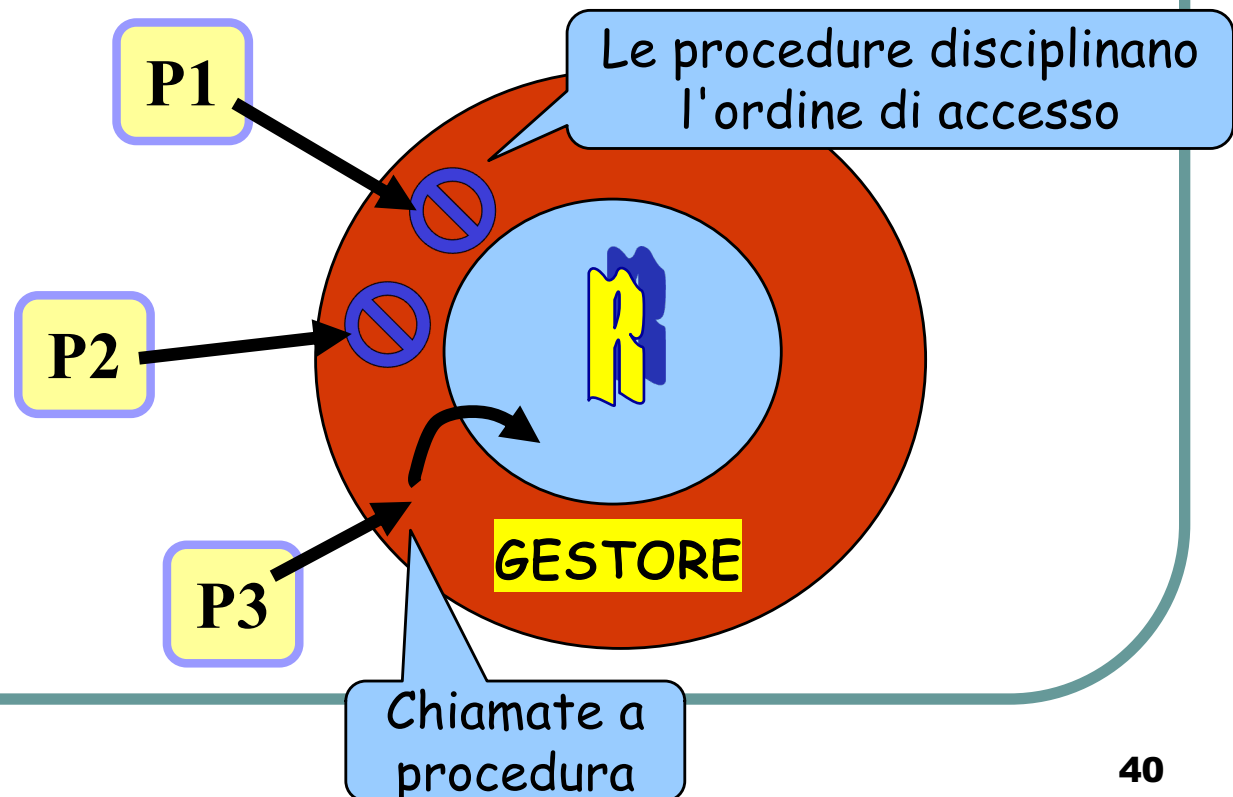 P1
Le procedure disciplinano
l'ordine di accesso
R
P2
GESTORE
P3
Chiamate a
procedura
40